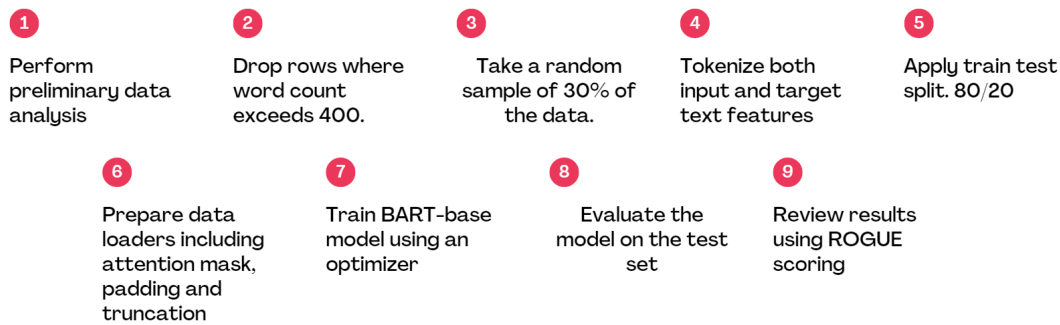 1
Perform
preliminary data
analysis
2
Drop rows where
word count
exceeds 400.
3
Take a random
sample of 30% of
the data.
4
Tokenize both
input and target
text features
5
Apply train test
split. 80/20
6
Prepare data
loaders including
attention mask,
padding and
truncation
7
Train BART-base
model using an
optimizer
8
Evaluate the
model on the test
set
9
Review results
using ROGUE
scoring